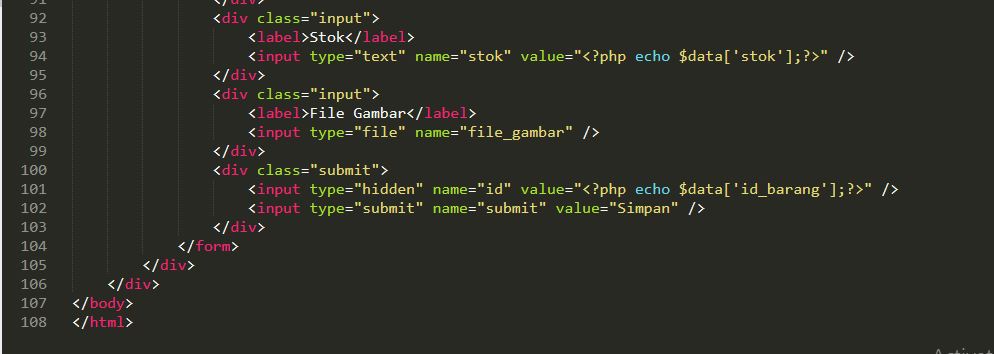 91 </div>
92 <div class="input">
93 <label>Stok</label>
94 <input type="text" name="stok" value="<?php echo $data['stok'];?>" />
95 </div>
96 <div class="input">
97 <label>File Gambar</label>
98 <input type="file" name="file_gambar" />
99 </div>
100 <div class="submit">
101 <input type="hidden" name="id" value="<?php echo $data['id_barang'];?>" />
102 <input type="submit" name="submit" value="Simpan" />
103 </div>
104 </form>
105 </div>
106 </div>
107 </body>
108 </html>